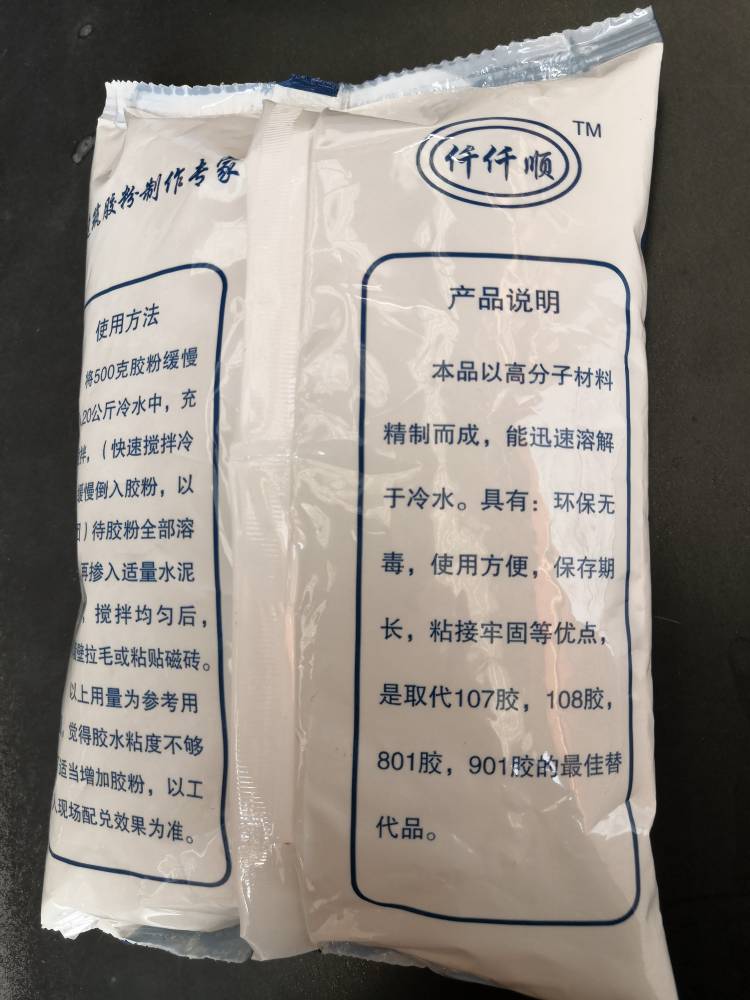 筑胶粉制作专家
使用方法
将500克胶粉缓慢
20公斤冷水中，充
拌，（快速搅拌冷
缓慢倒入胶粉，以
）待胶粉全部溶
再掺入适量水泥
，搅拌均匀后，
壁拉毛或粘贴磁砖。
以上用量为参考用
，觉得胶水粘度不够
适当增加胶粉，以工
人现场配兑效果为准。
仟仟顺 TM
产品说明
本品以高分子材料
精制而成，能迅速溶解
于冷水。具有：环保无
毒，使用方便，保存期
长，粘接牢固等优点，
是取代107胶，108胶，
801胶，901胶的最佳替
代品。